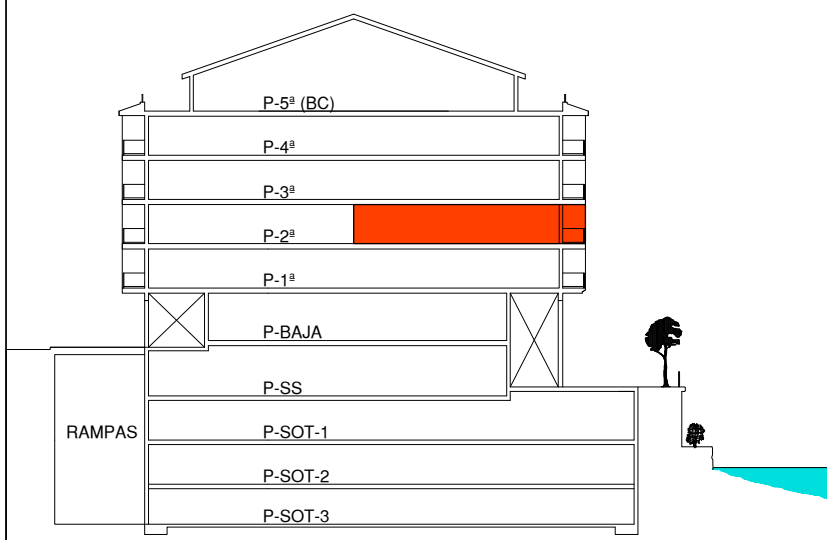 P-5ª (BC)
P-4ª
P-3ª
P-2ª
P-1ª
P-BAJA
P-SS
RAMPAS
P-SOT-1
P-SOT-2
P-SOT-3